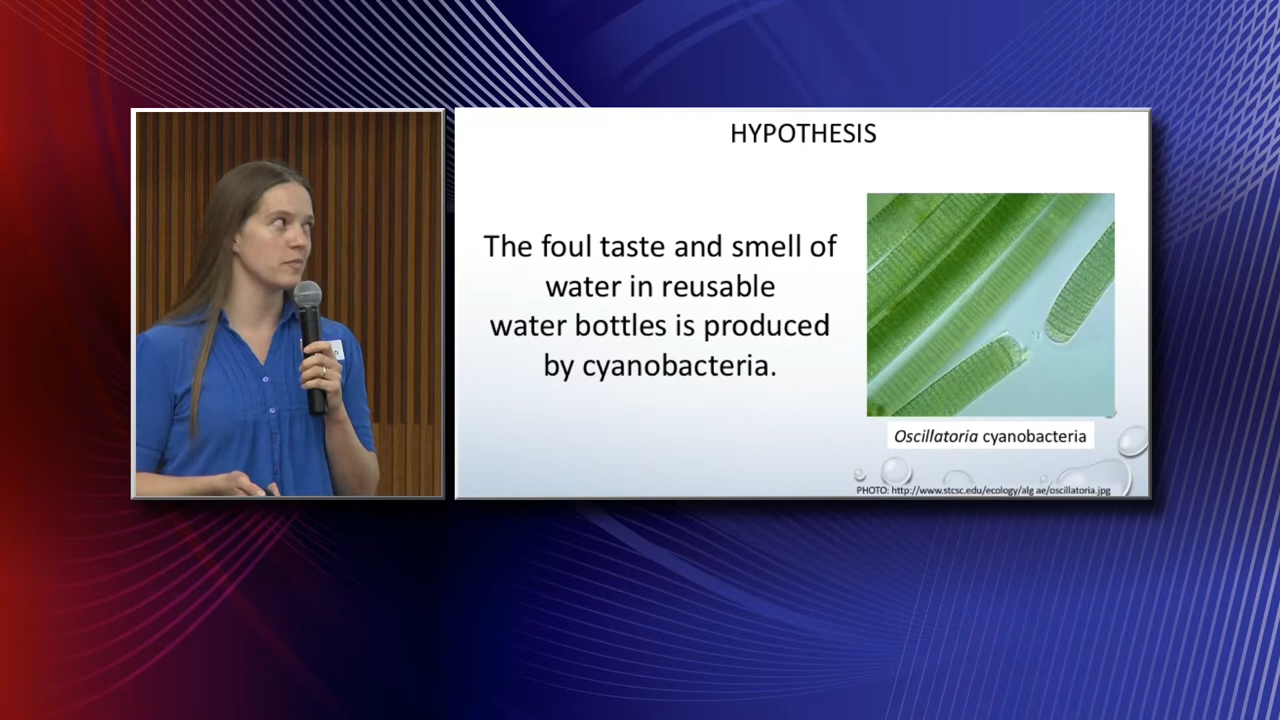 HYPOTHESIS
The foul taste and smell of
water in reusable
water bottles is produced
by cyanobacteria.
Oscillatoria cyanobacteria
PHOTO: http://www.stcsc.edu/ecology/alg ae/oscillatoria.jpg